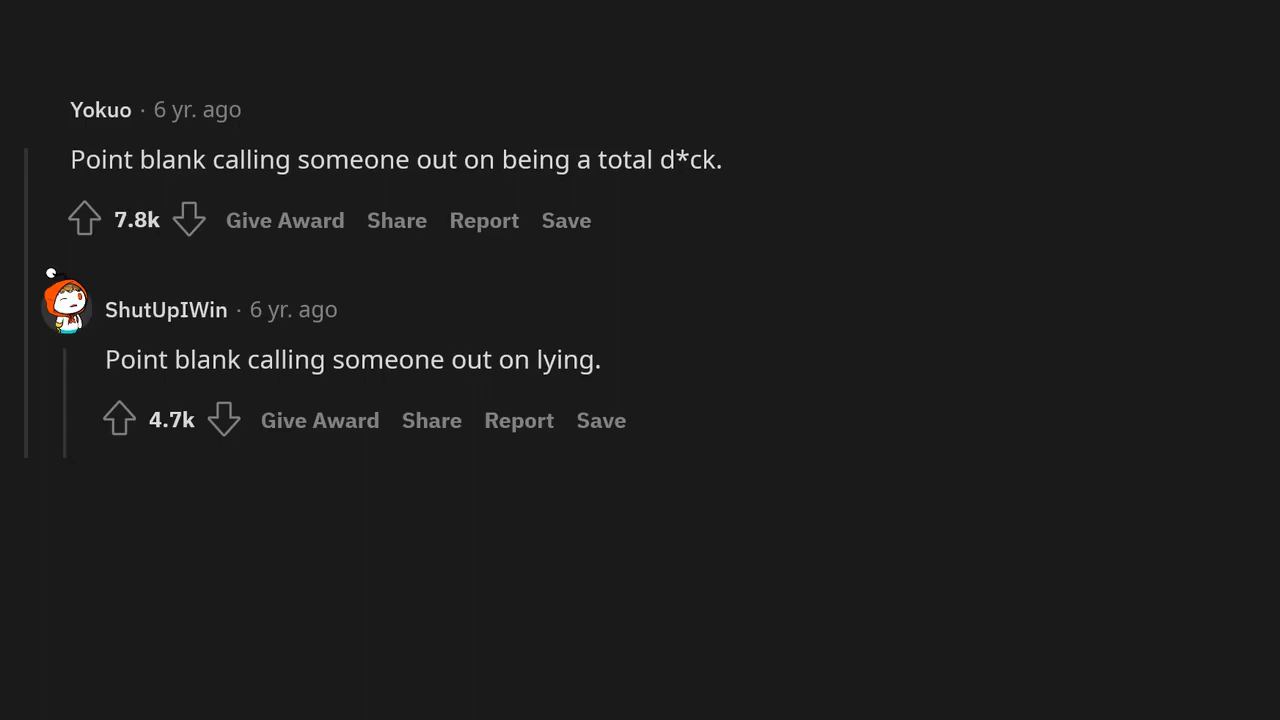 Yokuo · 6 yr. ago
Point blank calling someone out on being a total d*ck.
7.8k Give Award Share Report Save
ShutUpIWin · 6 yr. ago
Point blank calling someone out on lying.
4.7k Give Award Share Report Save